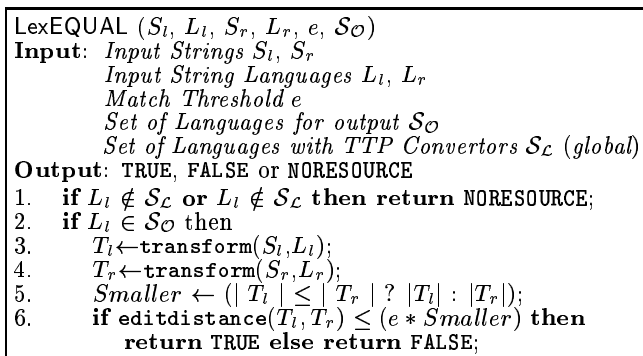 LexEQUAL (S_l, L_l, S_r, L_r, e, S_O)
Input: Input Strings S_l, S_r
Input String Languages L_l, L_r
Match Threshold e
Set of Languages for output S_O
Set of Languages with TTP Convertors S_L (global)
Output: TRUE, FALSE or NORESOURCE
1. if L_l ∉ S_L or L_l ∉ S_L then return NORESOURCE;
2. if L_l ∈ S_O then
3. T_l←transform(S_l,L_l);
4. T_r←transform(S_r,L_r);
5. Smaller ← (| T_l | ≤ | T_r | ? |T_l| : |T_r|);
6. if editdistance(T_l, T_r) ≤ (e * Smaller) then
return TRUE else return FALSE;